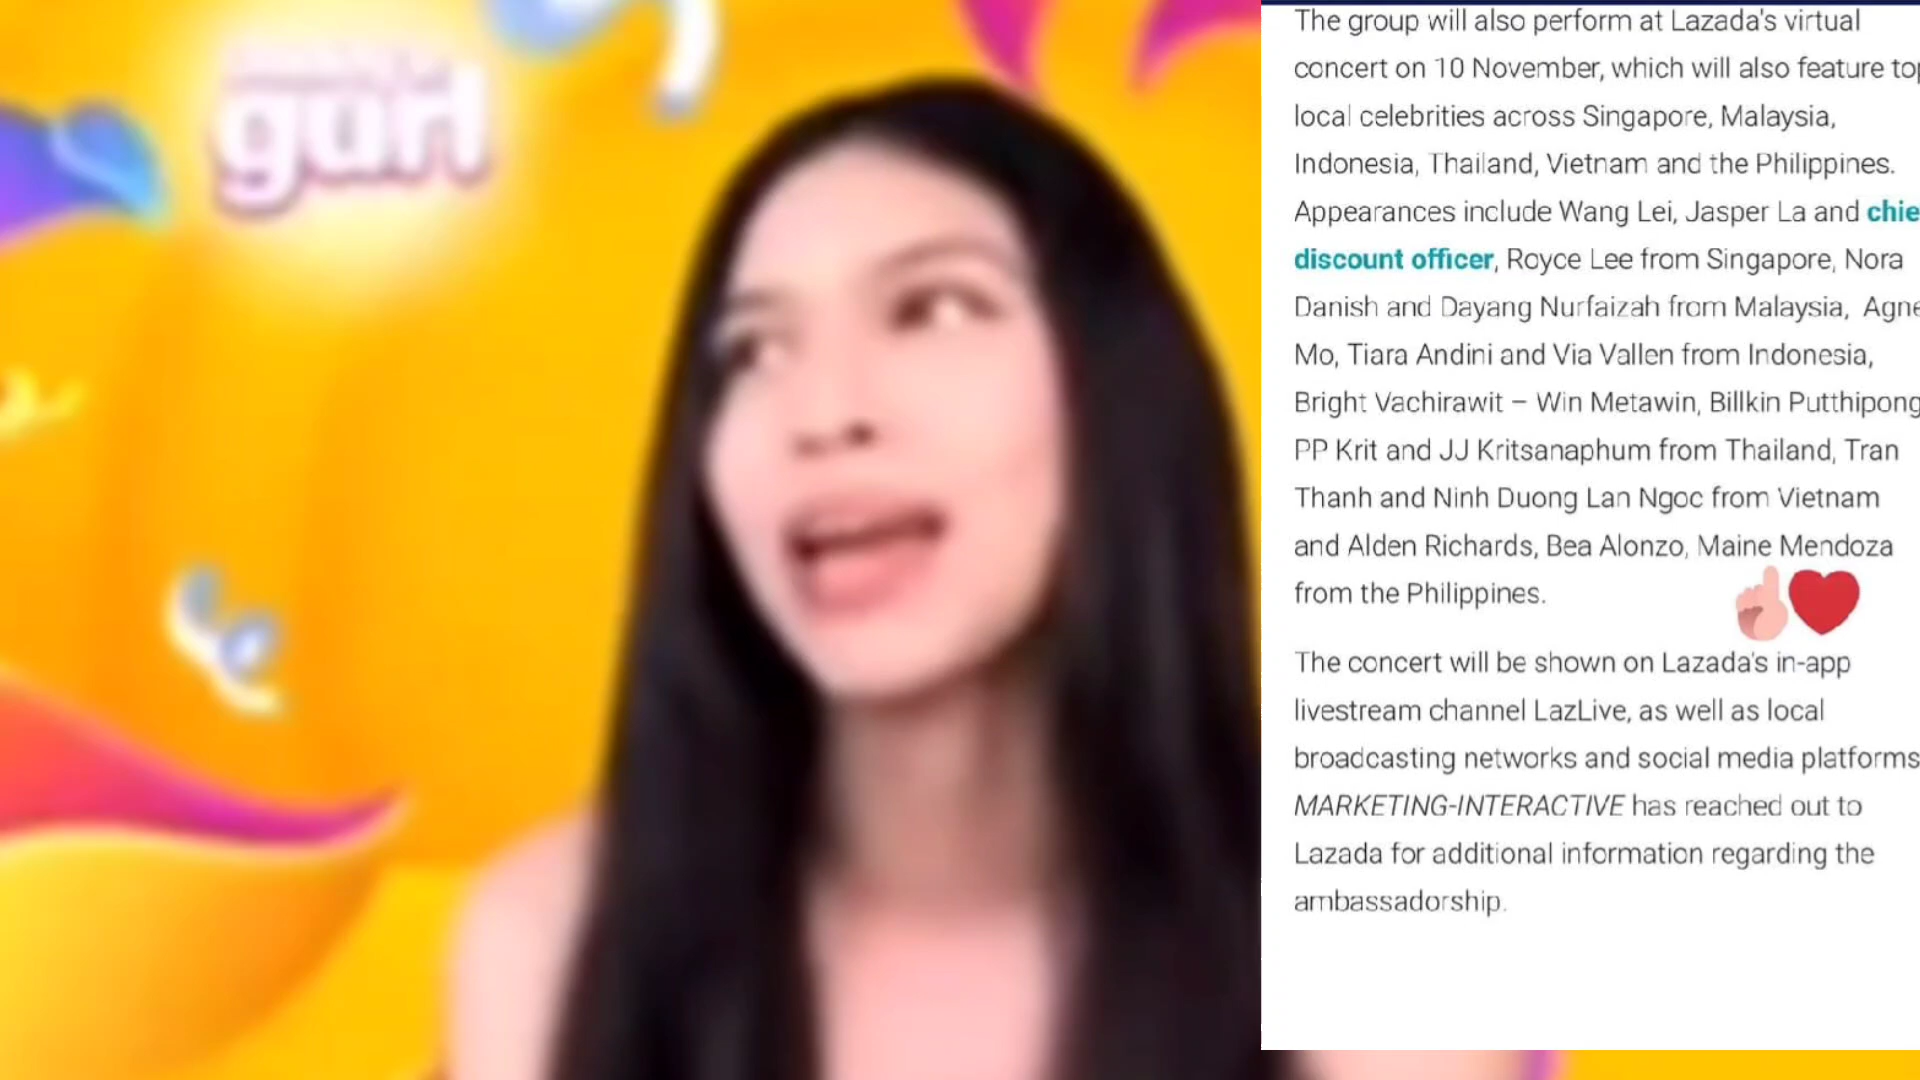 gurl
The group will also perform at Lazada's virtual
concert on 10 November, which will also feature top
local celebrities across Singapore, Malaysia,
Indonesia, Thailand, Vietnam and the Philippines.
Appearances include Wang Lei, Jasper La and chie
discount officer, Royce Lee from Singapore, Nora
Danish and Dayang Nurfaizah from Malaysia, Agne
Mo, Tiara Andini and Via Vallen from Indonesia,
Bright Vachirawit – Win Metawin, Billkin Putthipong
PP Krit and JJ Kritsanaphum from Thailand, Tran
Thanh and Ninh Duong Lan Ngoc from Vietnam
and Alden Richards, Bea Alonzo, Maine Mendoza
from the Philippines.
The concert will be shown on Lazada's in-app
livestream channel LazLive, as well as local
broadcasting networks and social media platforms
MARKETING-INTERACTIVE has reached out to
Lazada for additional information regarding the
ambassadorship.